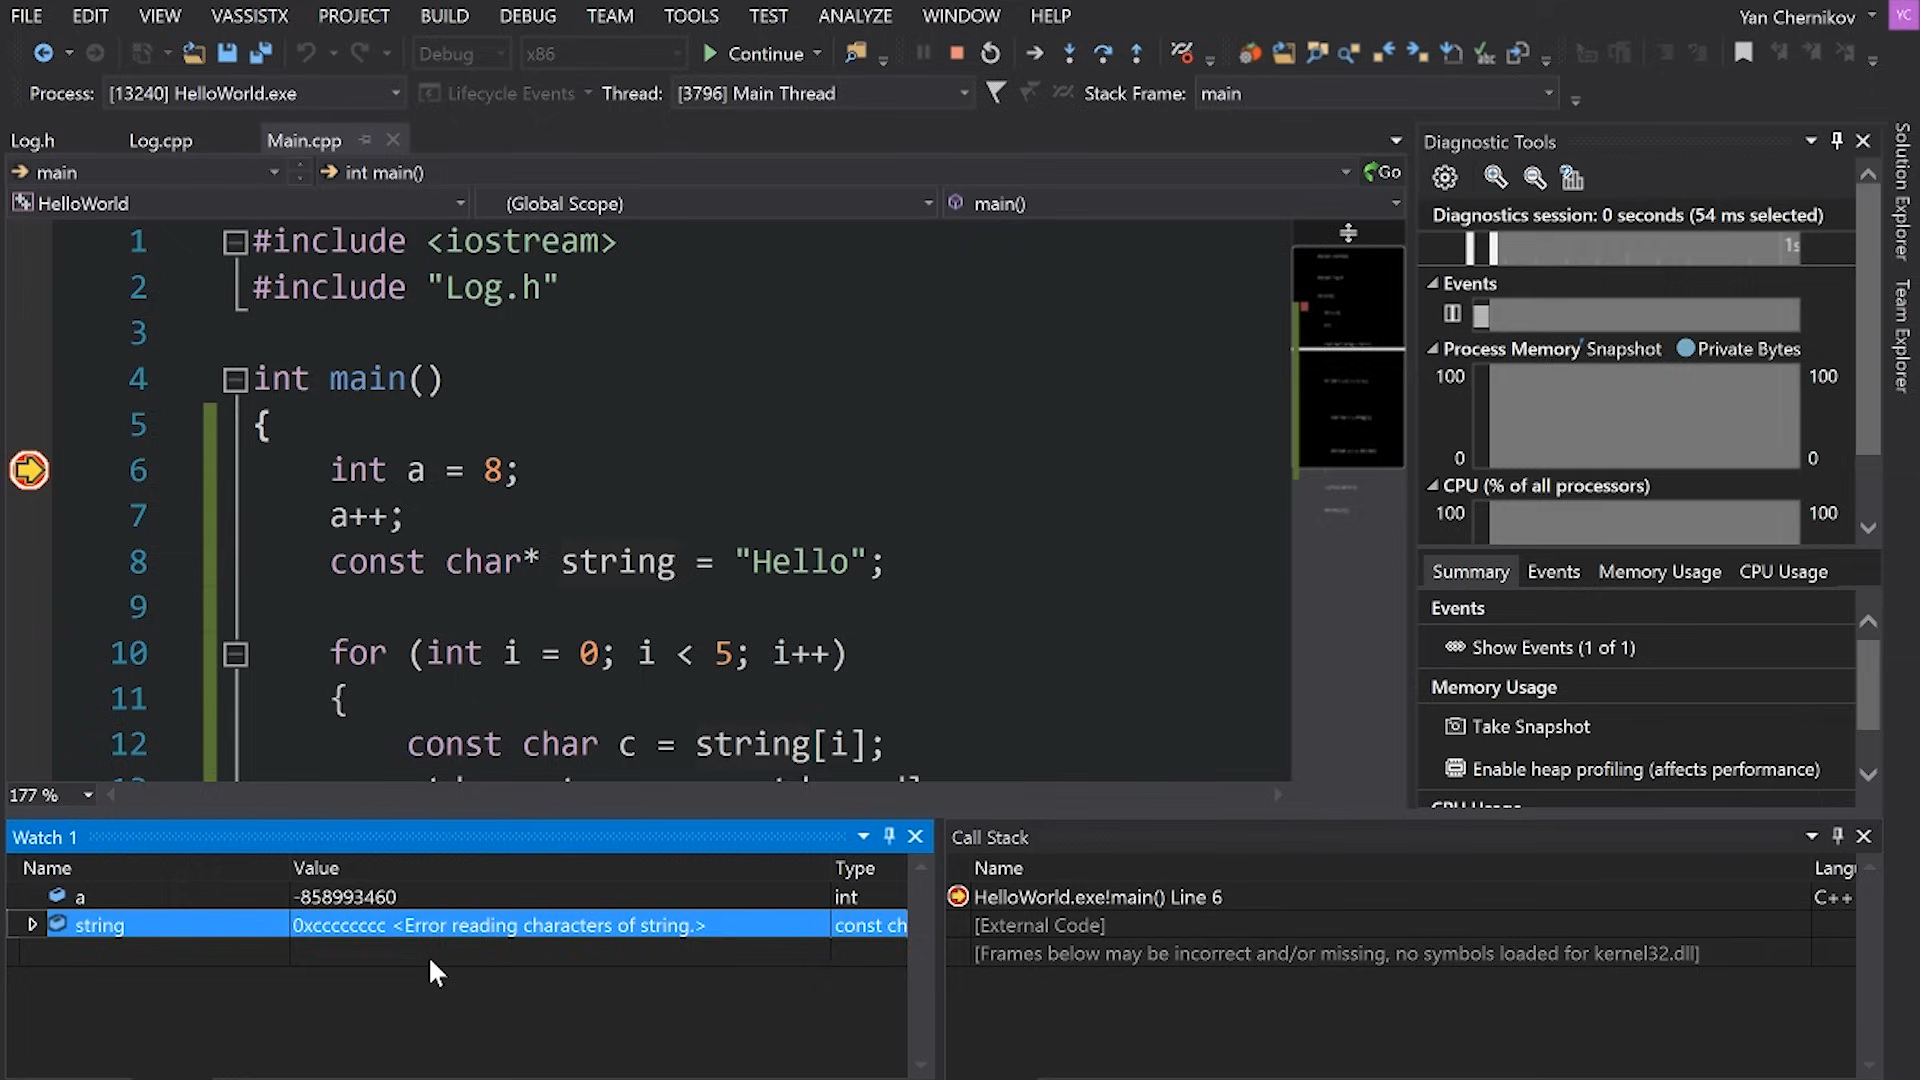 FILE EDIT VIEW VASSISTX PROJECT BUILD DEBUG TEAM TOOLS TEST ANALYZE WINDOW HELP Yan Chernikov YC
Debug x86 Continue
Process: [13240] HelloWorld.exe Lifecycle Events Thread: [3796] Main Thread Stack Frame: main
Log.h Log.cpp Main.cpp
main int main() Go
HelloWorld (Global Scope) main()
1 #include <iostream>
2 #include "Log.h"
3
4 int main()
5 {
6 int a = 8;
7 a++;
8 const char* string = "Hello";
9
10 for (int i = 0; i < 5; i++)
11 {
12 const char c = string[i];
177 %
Diagnostic Tools
Diagnostics session: 0 seconds (54 ms selected)
1s
Events
Process Memory Snapshot Private Bytes
100 100
0 0
CPU (% of all processors)
100 100
Summary Events Memory Usage CPU Usage
Events
Show Events (1 of 1)
Memory Usage
Take Snapshot
Enable heap profiling (affects performance)
CPU Usage
Solution Explorer
Team Explorer
Watch 1
Name Value Type
a -858993460 int
string 0xcccccccc <Error reading characters of string.> const ch
Call Stack
Name Lang
HelloWorld.exe!main() Line 6 C++
[External Code]
[Frames below may be incorrect and/or missing, no symbols loaded for kernel32.dll]